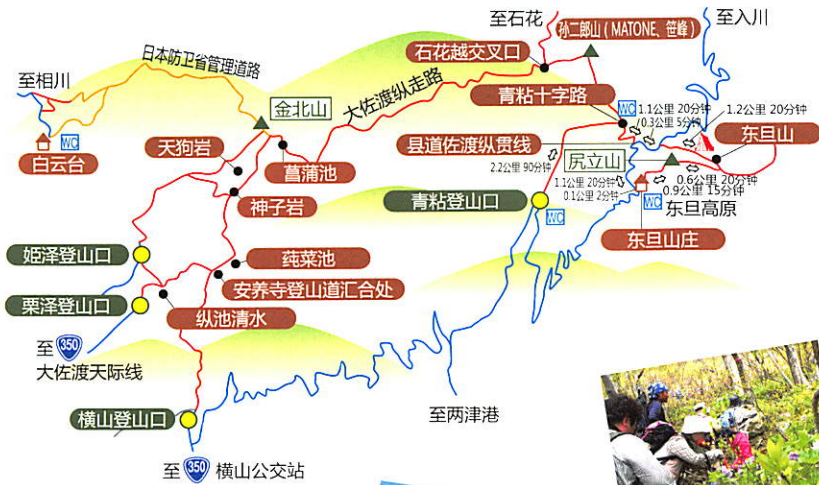 至石花
孙二郎山（MATONE、笹峰）
至入川
日本防卫省管理道路
石花越交叉口
至相川
大佐渡纵走路
金北山
青粘十字路
WC
1.1公里 20分钟
0.3公里 5分钟
1.2公里 20分钟
白云台
WC
天狗岩
菖蒲池
县道佐渡纵贯线
东旦山
尻立山
2.2公里 90分钟
神子岩
青粘登山口
WC
1.1公里 20分钟
0.1公里 2分钟
WC
0.6公里 20分钟
0.9公里 15分钟
东旦高原
东旦山庄
姫泽登山口
莼菜池
安养寺登山道汇合处
栗泽登山口
纵池清水
至 350
大佐渡天际线
横山登山口
至两津港
至 350 横山公交站